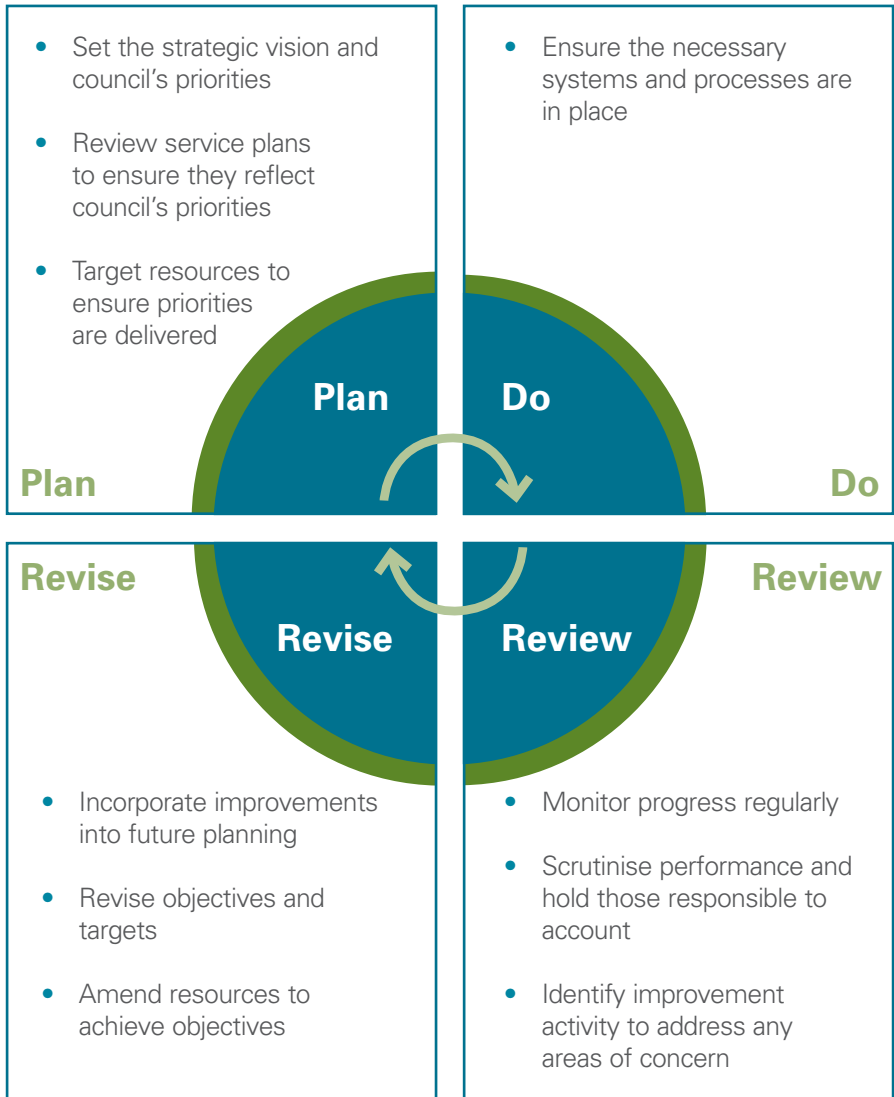 • Set the strategic vision and
council's priorities
• Review service plans
to ensure they reflect
council's priorities
• Target resources to
ensure priorities
are delivered
Plan
Plan
• Ensure the necessary
systems and processes are
in place
Do
Do
Revise
Revise
• Incorporate improvements
into future planning
• Revise objectives and
targets
• Amend resources to
achieve objectives
Review
Review
• Monitor progress regularly
• Scrutinise performance and
hold those responsible to
account
• Identify improvement
activity to address any
areas of concern